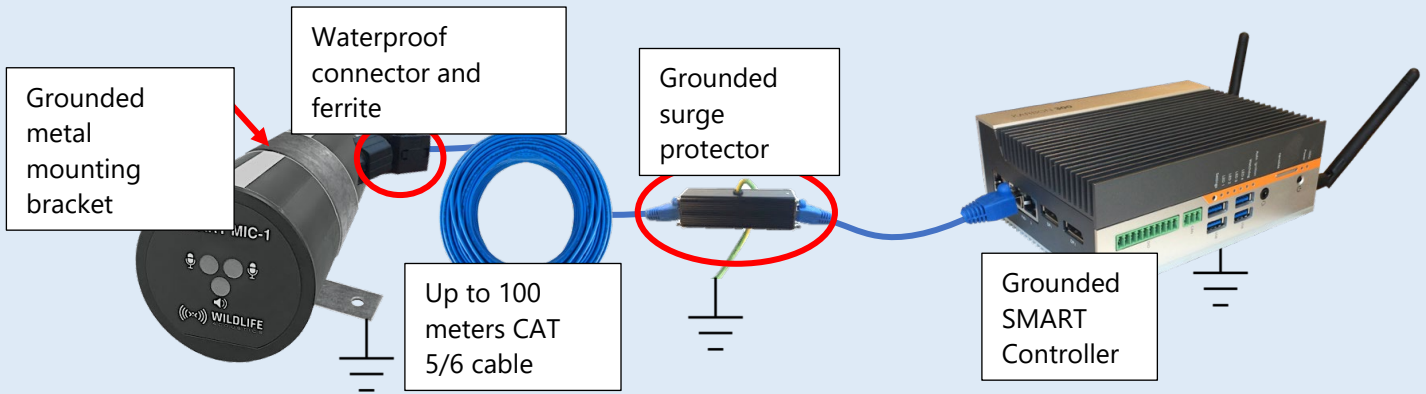 Grounded
metal
mounting
bracket
Waterproof
connector and
ferrite
Grounded
surge
protector
MIC-1
WILDLIFE
Up to 100
meters CAT
5/6 cable
Grounded
SMART
Controller